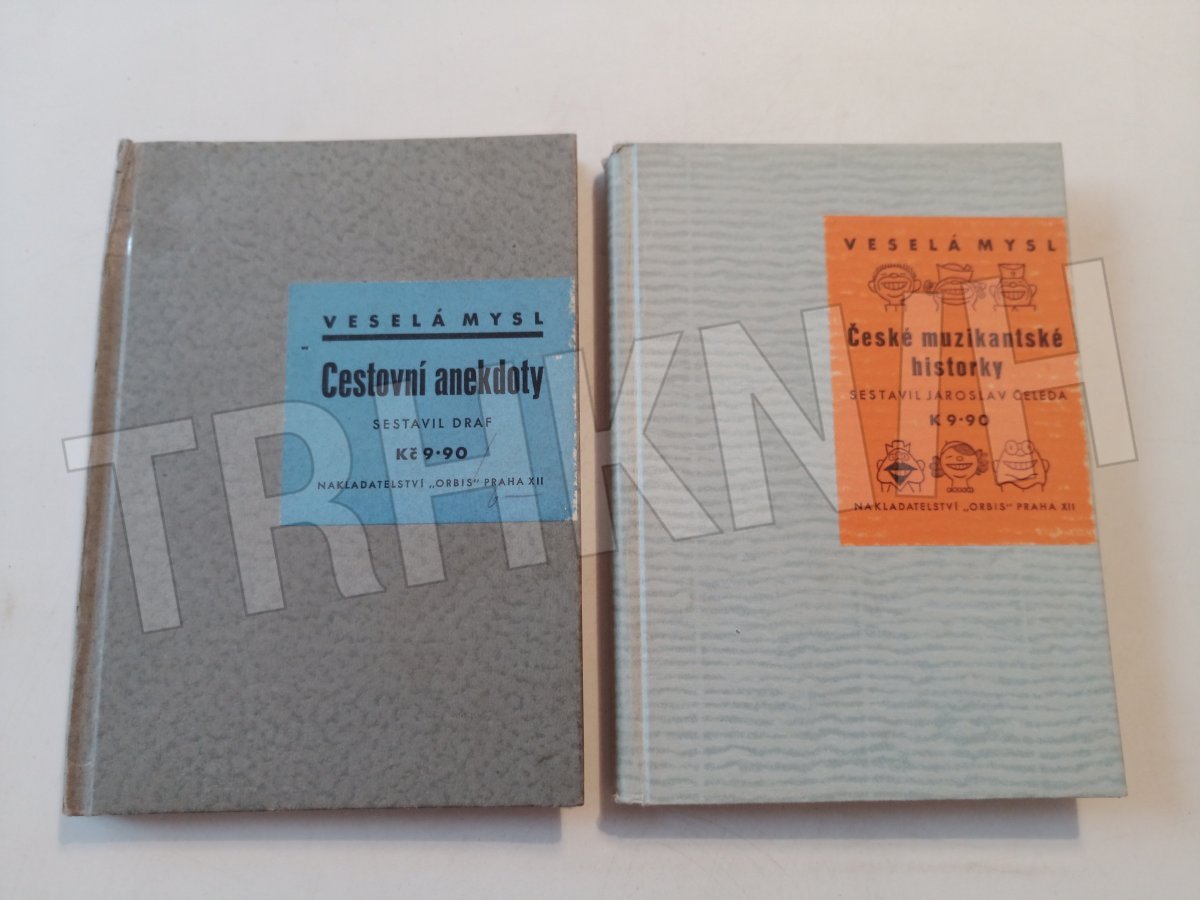 VESELÁ MYSL
Cestovní anekdoty
SESTAVIL DRAF
Kč 9·90
NAKLADATELSTVÍ „ORBIS" PRAHA XII
VESELÁ MYSL
České muzikantské
historky
SESTAVIL JAROSLAV ČELEDA
K 9·90
NAKLADATELSTVÍ „ORBIS" PRAHA XII
TRHKNIH